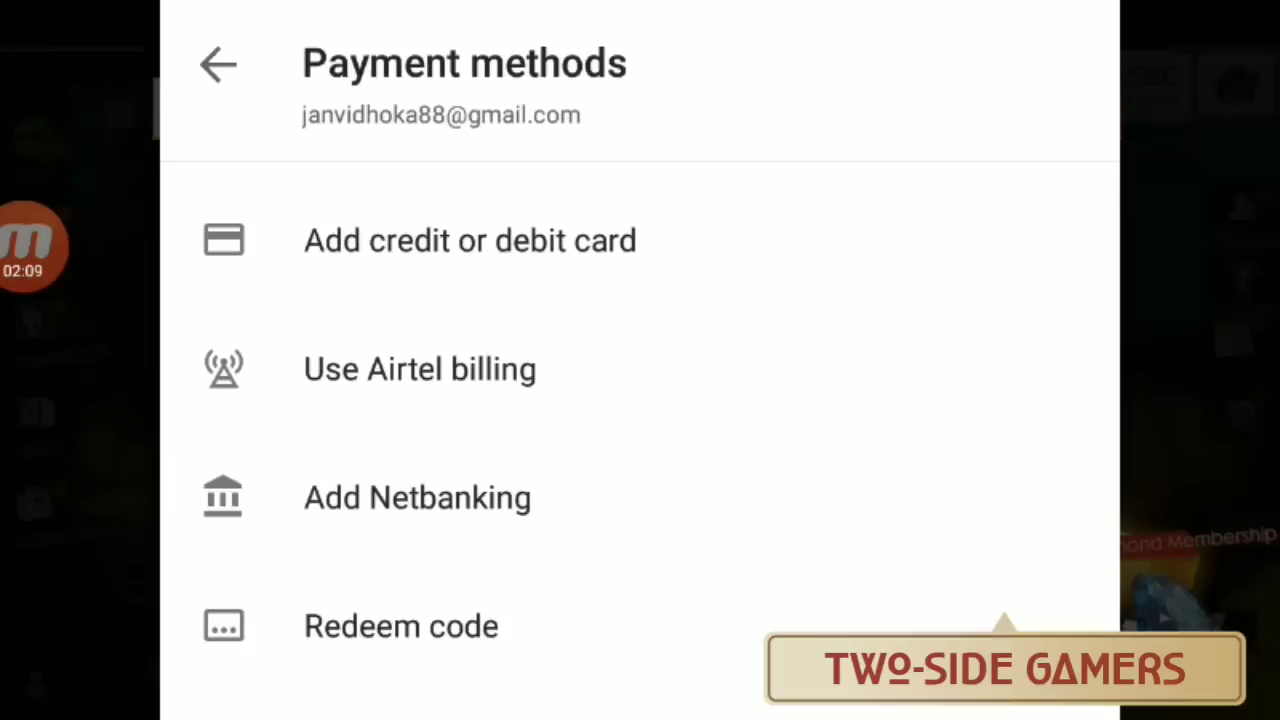 Payment methods
janvidhoka88@gmail.com
Add credit or debit card
02:09
Use Airtel billing
Add Netbanking
Membership
Redeem code
TWO-SIDE GAMERS